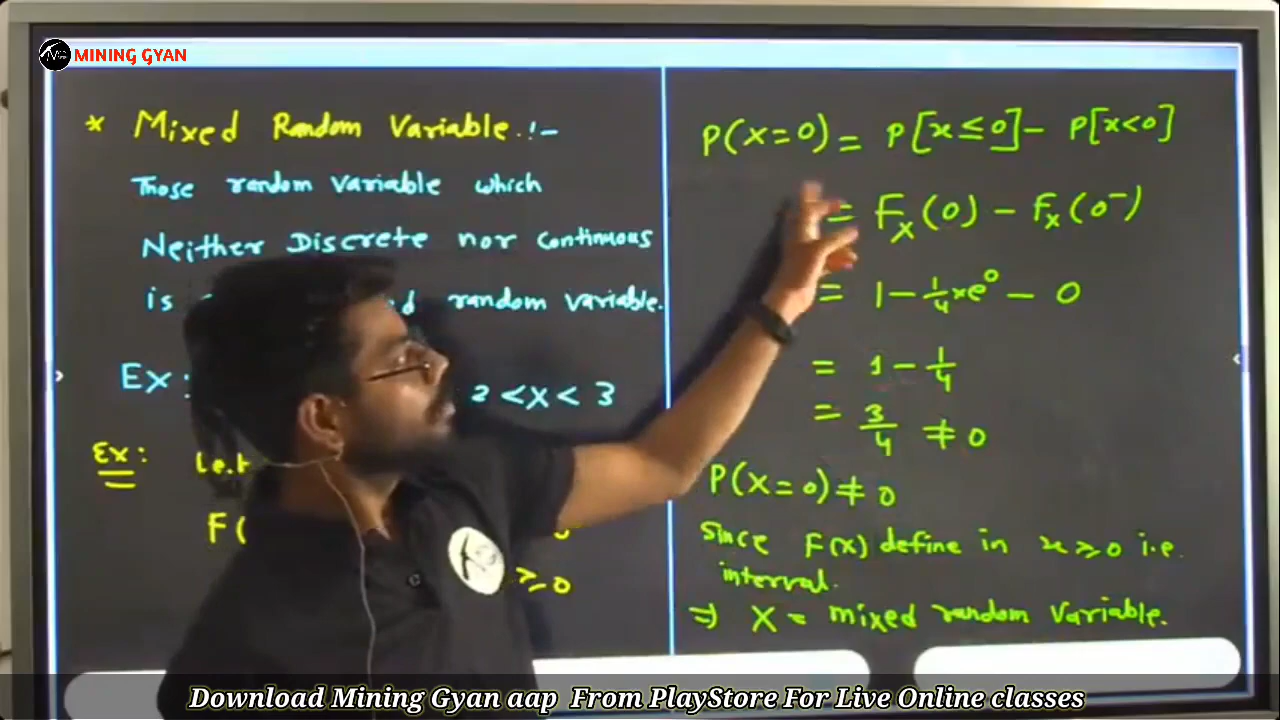 MINING GYAN
* Mixed Random Variable :-
Those random variable which
Neither Discrete nor continuous
is random variable.
Ex: 2 < X < 3
Ex: Let
F(
≥ 0
P(X=0) = P[x≤0] - P[x<0]
= Fx(0) - Fx(0⁻)
= 1 - 1/4 × e⁰ - 0
= 1 - 1/4
= 3/4 ≠ 0
P(X=0) ≠ 0
Since F(x) define in x ≥ 0 i.e.
interval.
⇒ X = mixed random variable.
Download Mining Gyan aap From PlayStore For Live Online classes